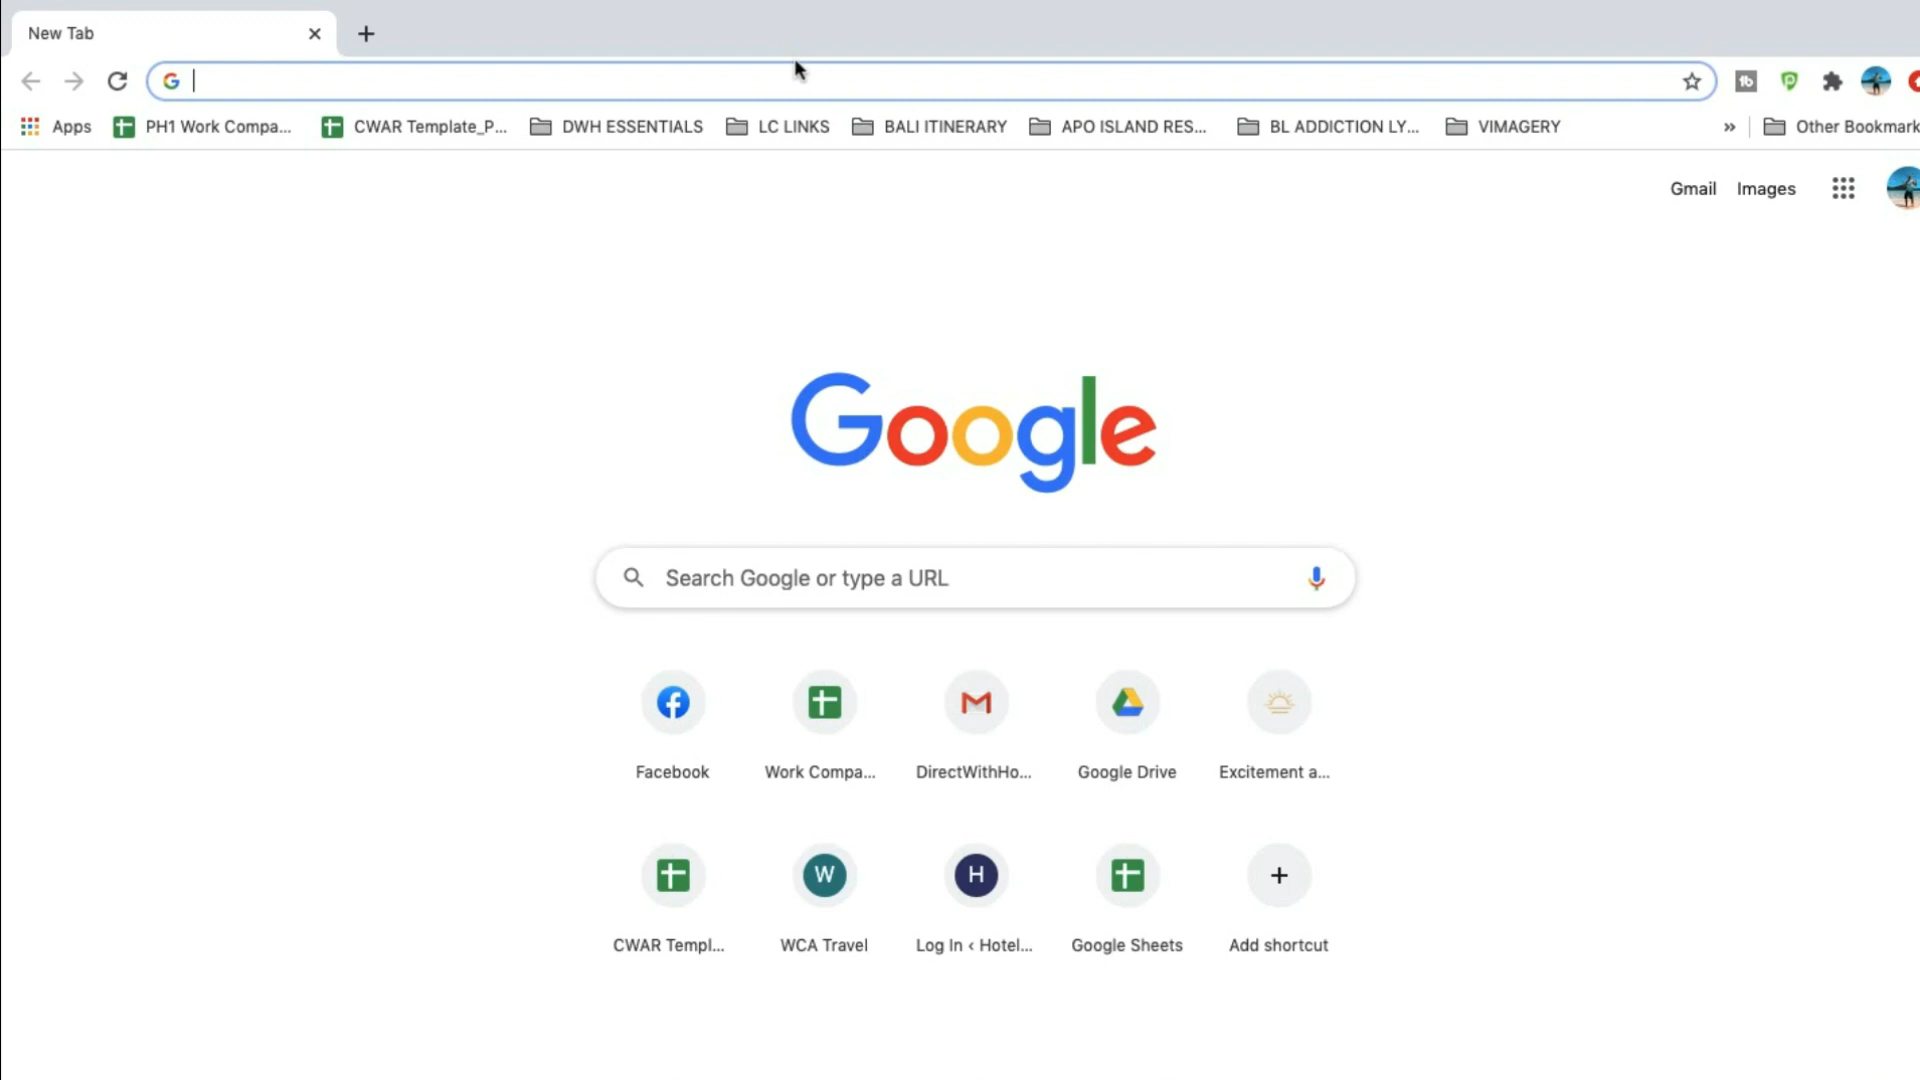 New Tab
Apps PH1 Work Compa... CWAR Template_P... DWH ESSENTIALS LC LINKS BALI ITINERARY APO ISLAND RES... BL ADDICTION LY... VIMAGERY » Other Bookmark
Gmail Images
Google
Search Google or type a URL
Facebook Work Compa... DirectWithHo... Google Drive Excitement a...
W H
CWAR Templ... WCA Travel Log In ‹ Hotel... Google Sheets Add shortcut